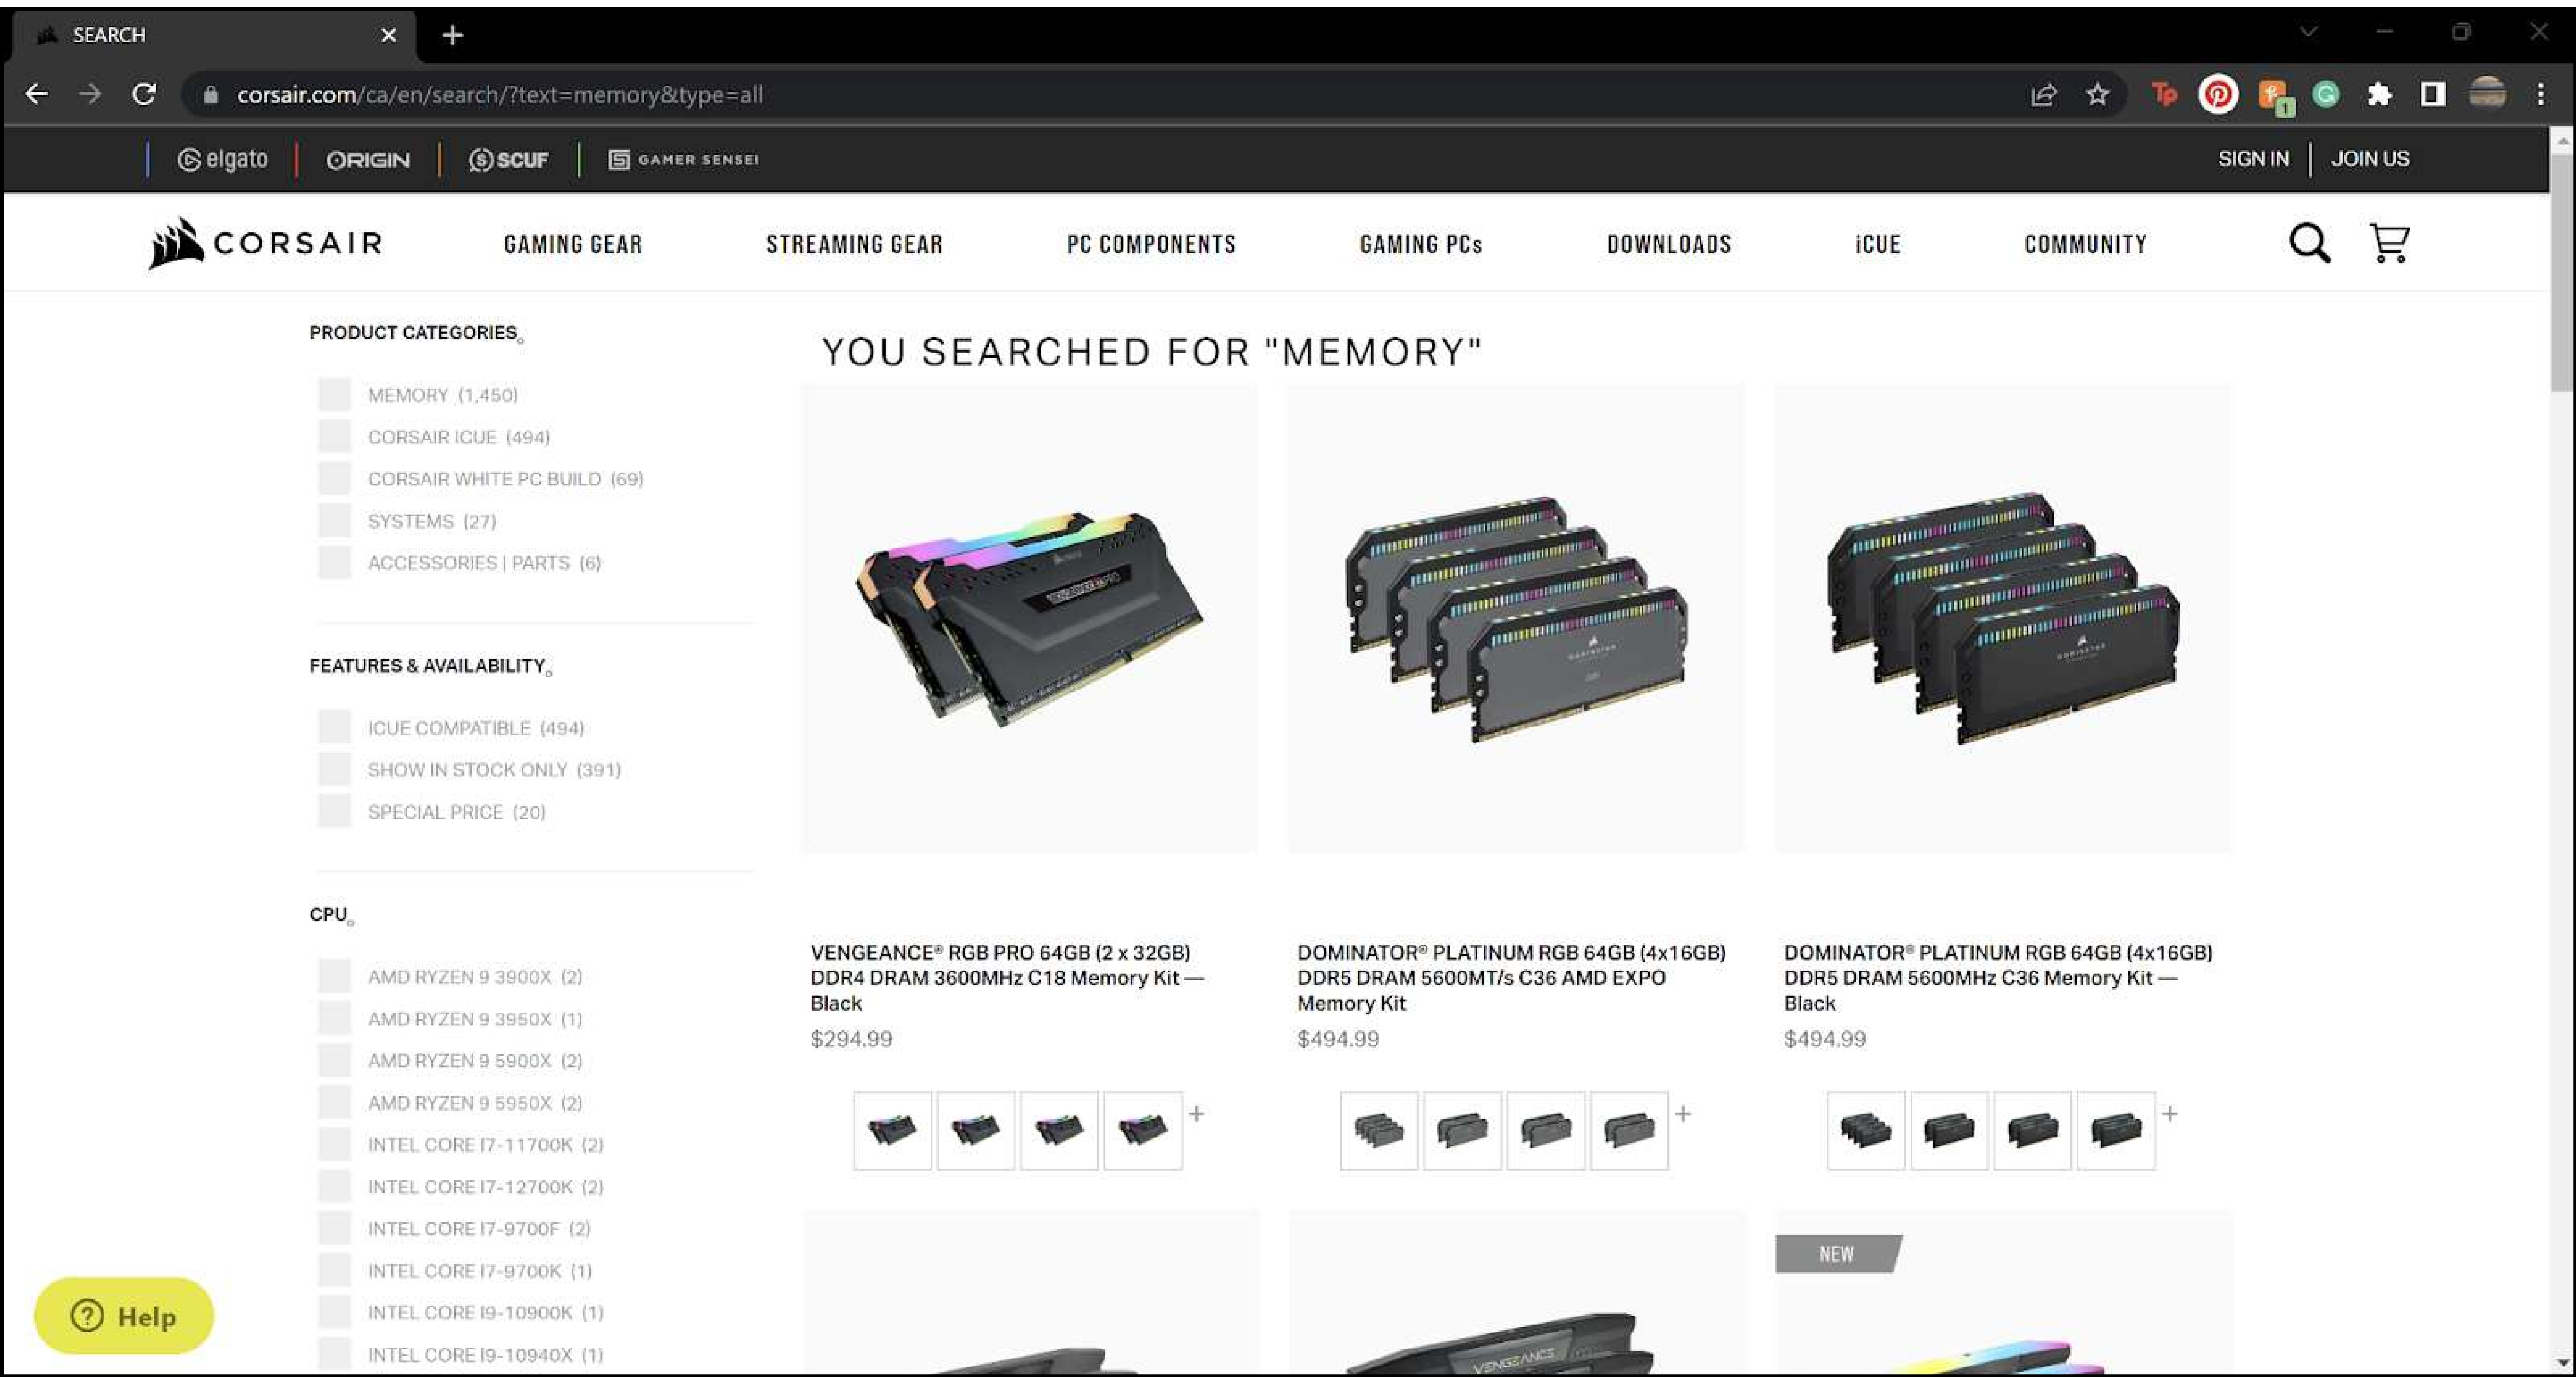 SEARCH
corsair.com/ca/en/search/?text=memory&type=all
elgato
ORIGIN
SCUF
GAMER SENSEI
SIGN IN
JOIN US
CORSAIR
GAMING GEAR
STREAMING GEAR
PC COMPONENTS
GAMING PCs
DOWNLOADS
iCUE
COMMUNITY
PRODUCT CATEGORIES
MEMORY (1,450)
CORSAIR ICUE (494)
CORSAIR WHITE PC BUILD (69)
SYSTEMS (27)
ACCESSORIES | PARTS (6)
FEATURES & AVAILABILITY
ICUE COMPATIBLE (494)
SHOW IN STOCK ONLY (391)
SPECIAL PRICE (20)
CPU
AMD RYZEN 9 3900X (2)
AMD RYZEN 9 3950X (1)
AMD RYZEN 9 5900X (2)
AMD RYZEN 9 5950X (2)
INTEL CORE I7-11700K (2)
INTEL CORE I7-12700K (2)
INTEL CORE I7-9700F (2)
INTEL CORE I7-9700K (1)
INTEL CORE I9-10900K (1)
INTEL CORE I9-10940X (1)
Help
YOU SEARCHED FOR "MEMORY"
VENGEANCE® RGB PRO 64GB (2 x 32GB)
DDR4 DRAM 3600MHz C18 Memory Kit —
Black
$294.99
DOMINATOR
DOMINATOR® PLATINUM RGB 64GB (4x16GB)
DDR5 DRAM 5600MT/s C36 AMD EXPO
Memory Kit
$494.99
DOMINATOR
DOMINATOR® PLATINUM RGB 64GB (4x16GB)
DDR5 DRAM 5600MHz C36 Memory Kit —
Black
$494.99
VENGEANCE
NEW